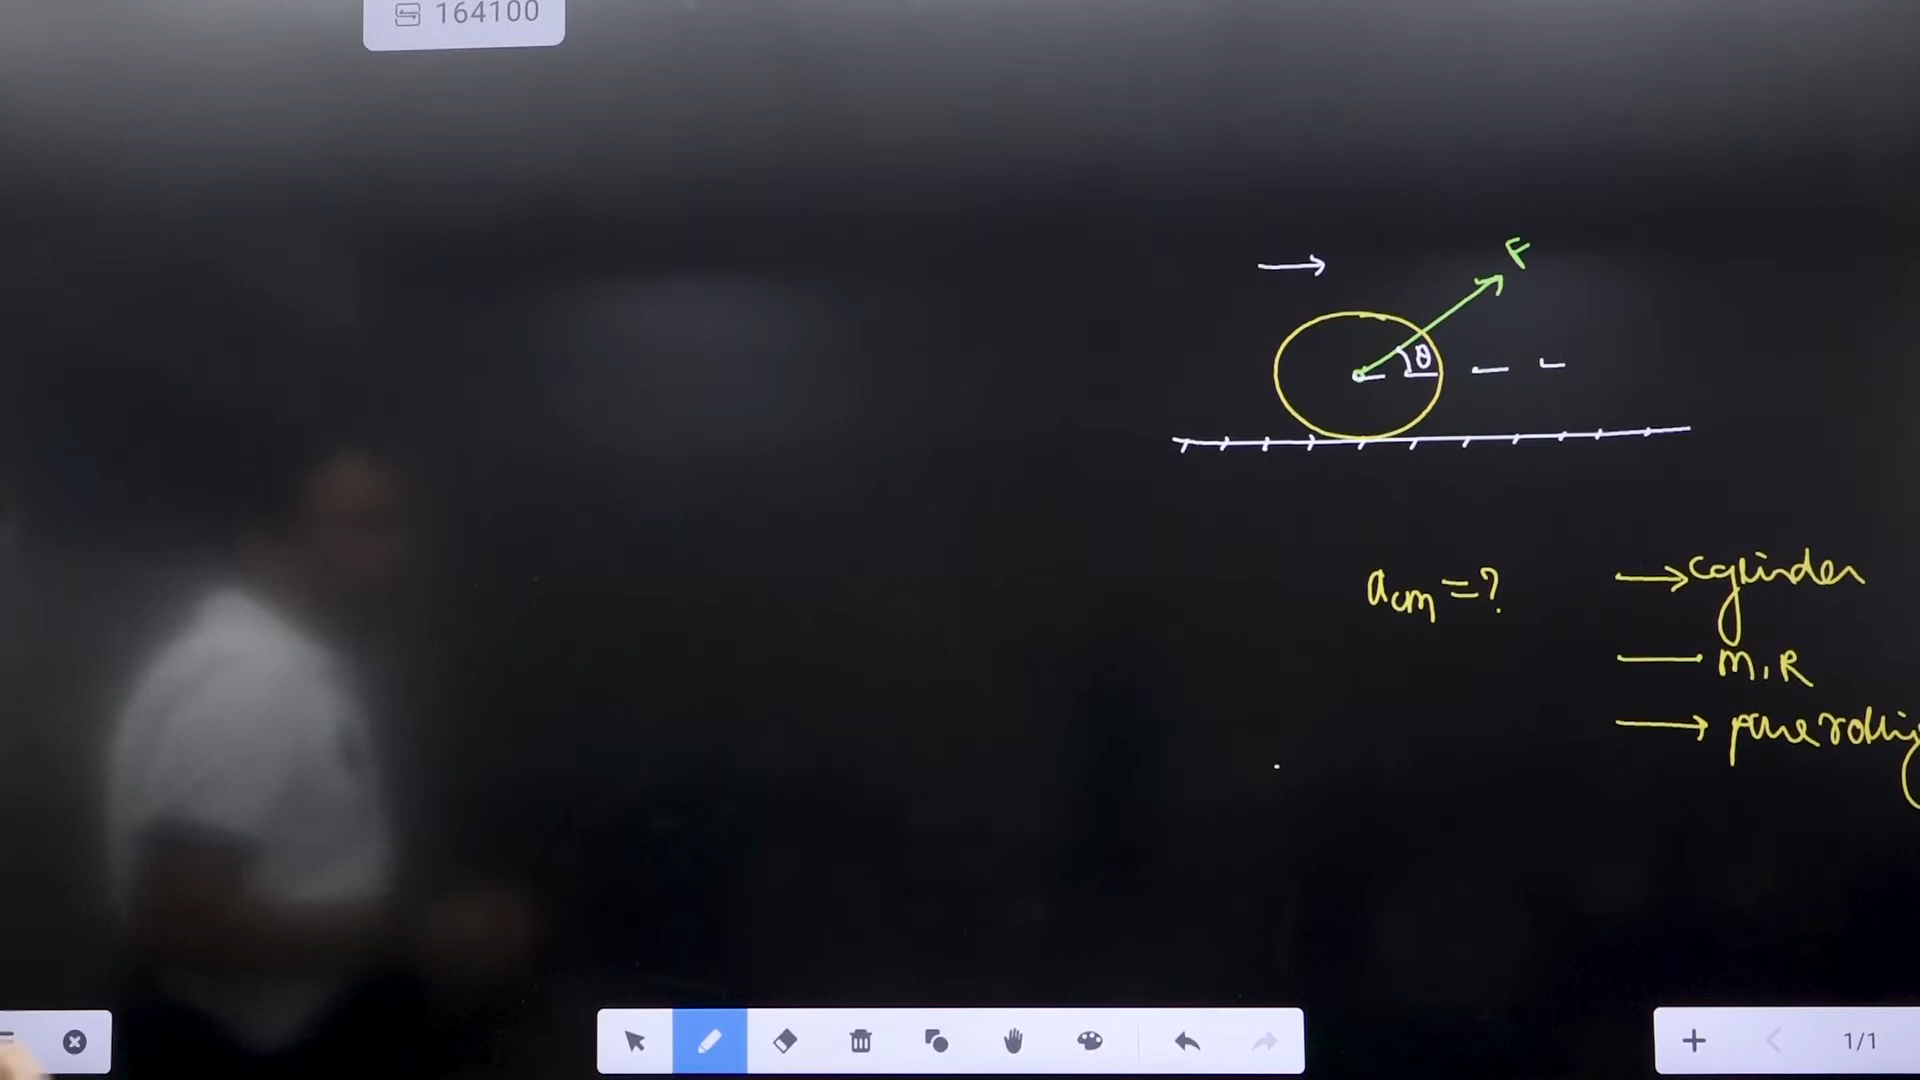 164100
F
θ
a_cm = ?
→ cylinder
— M, R
→ pure rolling
1/1